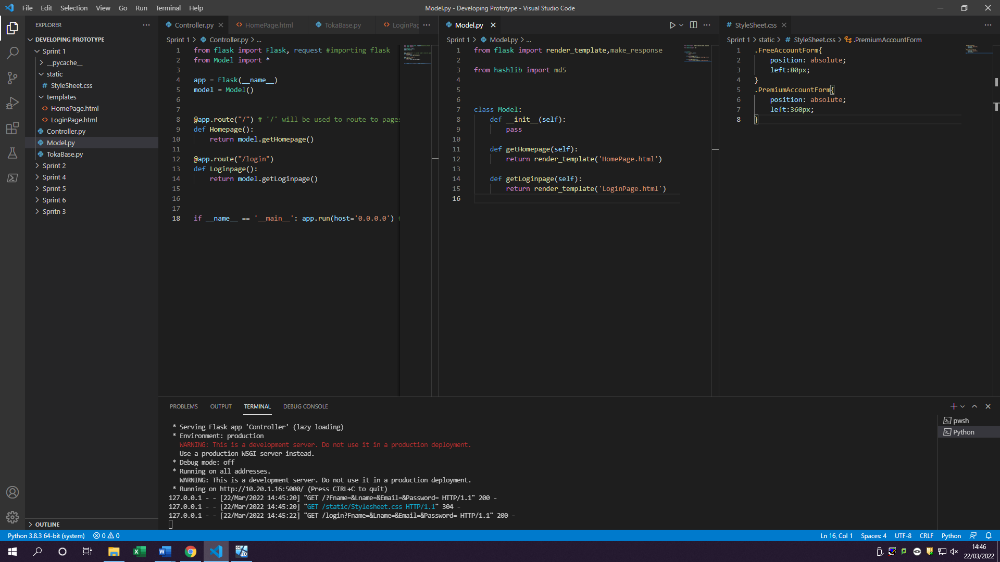 File Edit Selection View Go Run Terminal Help
Model.py - Developing Prototype - Visual Studio Code
EXPLORER
DEVELOPING PROTOTYPE
Sprint 1
__pycache__
static
# StyleSheet.css
templates
<> HomePage.html
<> LoginPage.html
Controller.py
Model.py
TokaBase.py
Sprint 2
Sprint 4
Sprint 5
Sprint 6
Spritn 3
OUTLINE
Controller.py <> HomePage.html TokaBase.py <> LoginPag
Sprint 1 > Controller.py > ...
1 from flask import Flask, request #importing flask
2 from Model import *
3
4 app = Flask(__name__)
5 model = Model()
6
7
8 @app.route("/") # '/' will be used to route to pages
9 def Homepage():
10 return model.getHomepage()
11
12 @app.route("/login")
13 def Loginpage():
14 return model.getLoginpage()
15
16
17
18 if __name__ == '__main__': app.run(host='0.0.0.0') #
Model.py
Sprint 1 > Model.py > ...
1 from flask import render_template,make_response
2
3 from hashlib import md5
4
5
6
7 class Model:
8 def __init__(self):
9 pass
10
11 def getHomepage(self):
12 return render_template('HomePage.html')
13
14 def getLoginpage(self):
15 return render_template('LoginPage.html')
16
# StyleSheet.css
Sprint 1 > static > # StyleSheet.css > .PremiumAccountForm
1 .FreeAccountForm{
2 position: absolute;
3 left:80px;
4 }
5 .PremiumAccountForm{
6 position: absolute;
7 left:360px;
8 }
PROBLEMS OUTPUT TERMINAL DEBUG CONSOLE
* Serving Flask app 'Controller' (lazy loading)
* Environment: production
WARNING: This is a development server. Do not use it in a production deployment.
Use a production WSGI server instead.
* Debug mode: off
* Running on all addresses.
WARNING: This is a development server. Do not use it in a production deployment.
* Running on http://10.20.1.16:5000/ (Press CTRL+C to quit)
127.0.0.1 - - [22/Mar/2022 14:45:20] "GET /?Fname=&Lname=&Email=&Password= HTTP/1.1" 200 -
127.0.0.1 - - [22/Mar/2022 14:45:20] "GET /static/Stylesheet.css HTTP/1.1" 304 -
127.0.0.1 - - [22/Mar/2022 14:45:22] "GET /login?Fname=&Lname=&Email=&Password= HTTP/1.1" 200 -
pwsh
Python
Python 3.8.3 64-bit (system) 0 0
Ln 16, Col 1 Spaces: 4 UTF-8 CRLF Python
14:46
22/03/2022